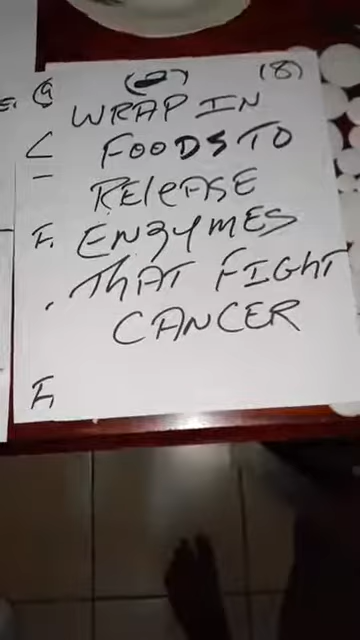 (8)
WRAP IN
FOODS TO
RELEASE
ENZYMES
THAT FIGHT
CANCER